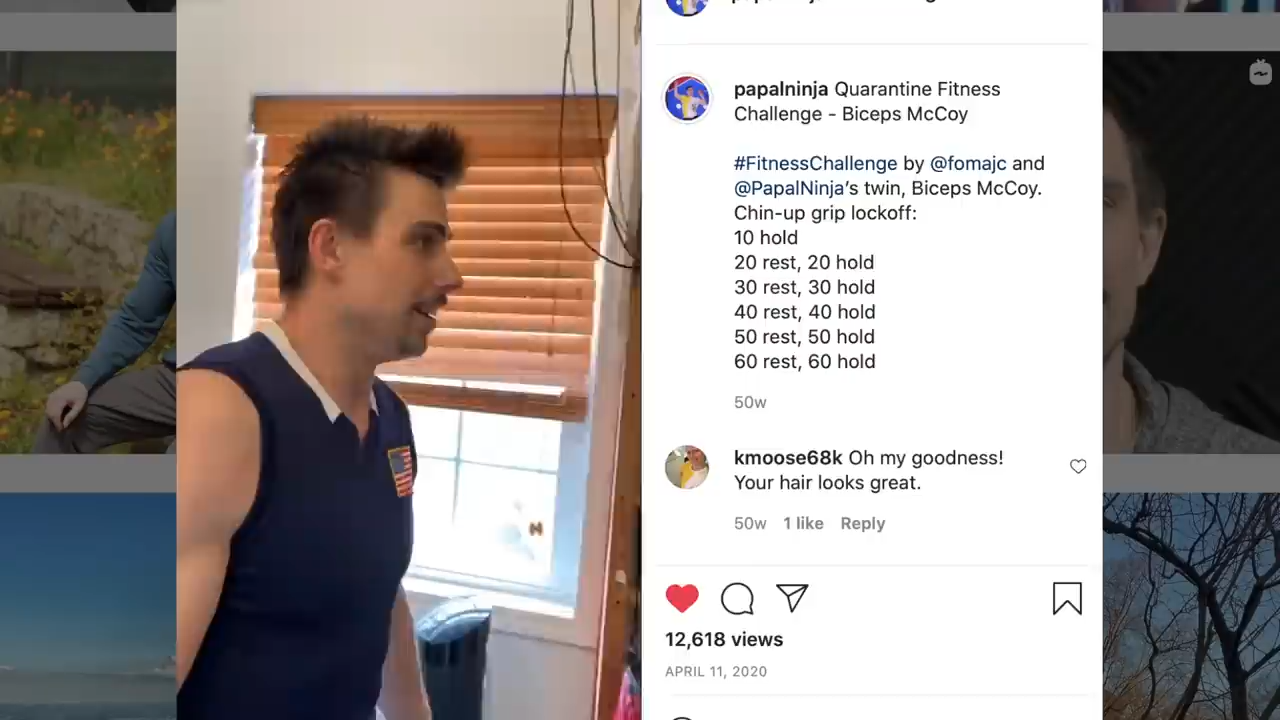 papalninja Quarantine Fitness
Challenge - Biceps McCoy
#FitnessChallenge by @fomajc and
@PapalNinja’s twin, Biceps McCoy.
Chin-up grip lockoff:
10 hold
20 rest, 20 hold
30 rest, 30 hold
40 rest, 40 hold
50 rest, 50 hold
60 rest, 60 hold
50w
kmoose68k Oh my goodness!
Your hair looks great.
50w 1 like Reply
12,618 views
APRIL 11, 2020